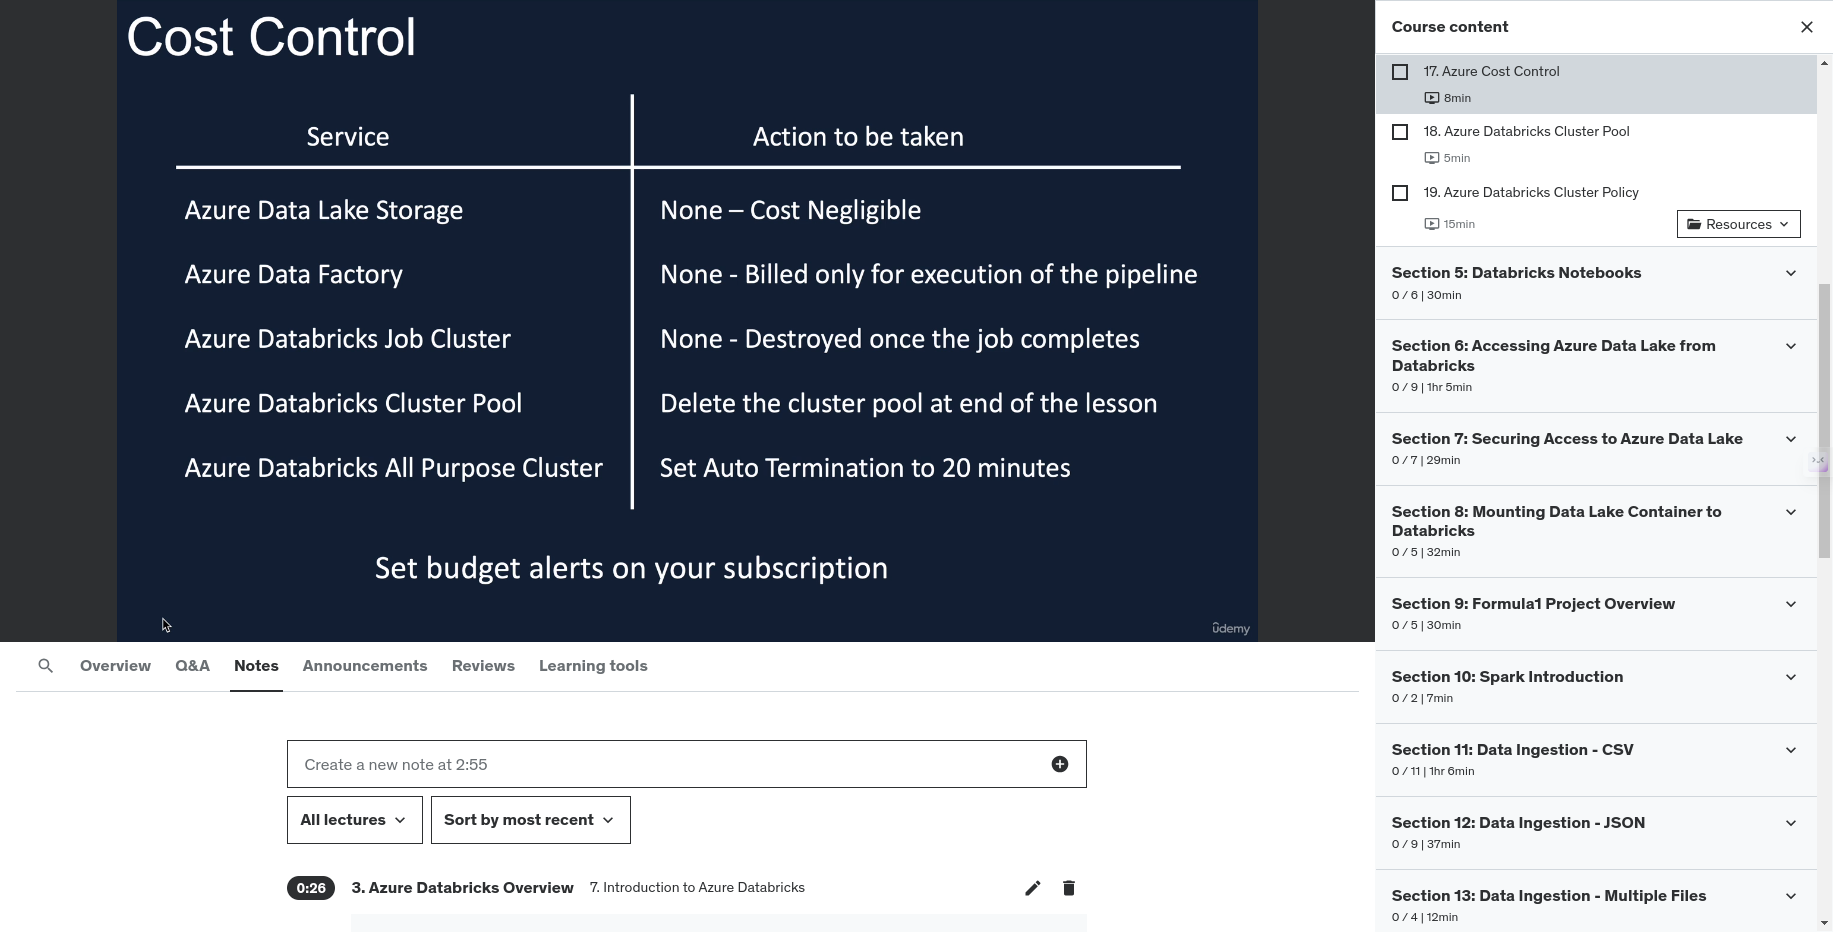 Cost Control
Service
Action to be taken
Azure Data Lake Storage
None – Cost Negligible
Azure Data Factory
None - Billed only for execution of the pipeline
Azure Databricks Job Cluster
None - Destroyed once the job completes
Azure Databricks Cluster Pool
Delete the cluster pool at end of the lesson
Azure Databricks All Purpose Cluster
Set Auto Termination to 20 minutes
Set budget alerts on your subscription
ûdemy
Overview
Q&A
Notes
Announcements
Reviews
Learning tools
Create a new note at 2:55
All lectures
Sort by most recent
0:26
3. Azure Databricks Overview
7. Introduction to Azure Databricks
Course content
17. Azure Cost Control
8min
18. Azure Databricks Cluster Pool
5min
19. Azure Databricks Cluster Policy
15min
Resources
Section 5: Databricks Notebooks
0 / 6 | 30min
Section 6: Accessing Azure Data Lake from
Databricks
0 / 9 | 1hr 5min
Section 7: Securing Access to Azure Data Lake
0 / 7 | 29min
Section 8: Mounting Data Lake Container to
Databricks
0 / 5 | 32min
Section 9: Formula1 Project Overview
0 / 5 | 30min
Section 10: Spark Introduction
0 / 2 | 7min
Section 11: Data Ingestion - CSV
0 / 11 | 1hr 6min
Section 12: Data Ingestion - JSON
0 / 9 | 37min
Section 13: Data Ingestion - Multiple Files
0 / 4 | 12min